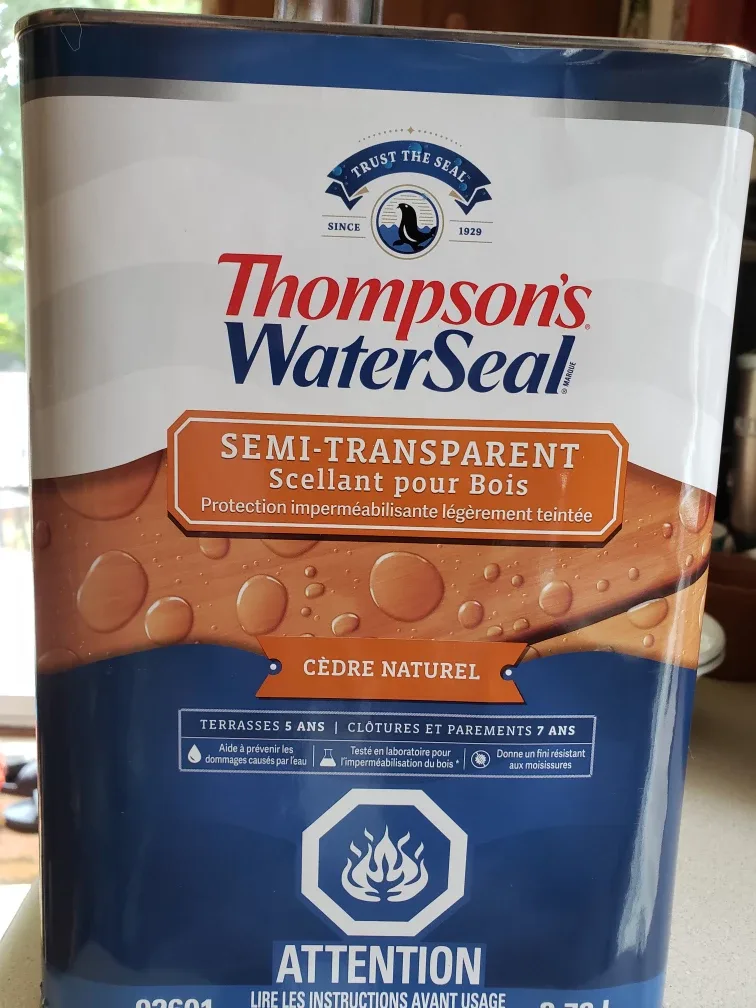 TRUST THE SEAL™
SINCE 1929
Thompson's®
WaterSeal® MARQUE
SEMI-TRANSPARENT
Scellant pour Bois
Protection imperméabilisante légèrement teintée
CÈDRE NATUREL
TERRASSES 5 ANS | CLÔTURES ET PAREMENTS 7 ANS
Aide à prévenir les
dommages causés par l'eau
Testé en laboratoire pour
l'imperméabilisation du bois *
Donne un fini résistant
aux moisissures
ATTENTION
LIRE LES INSTRUCTIONS AVANT USAGE